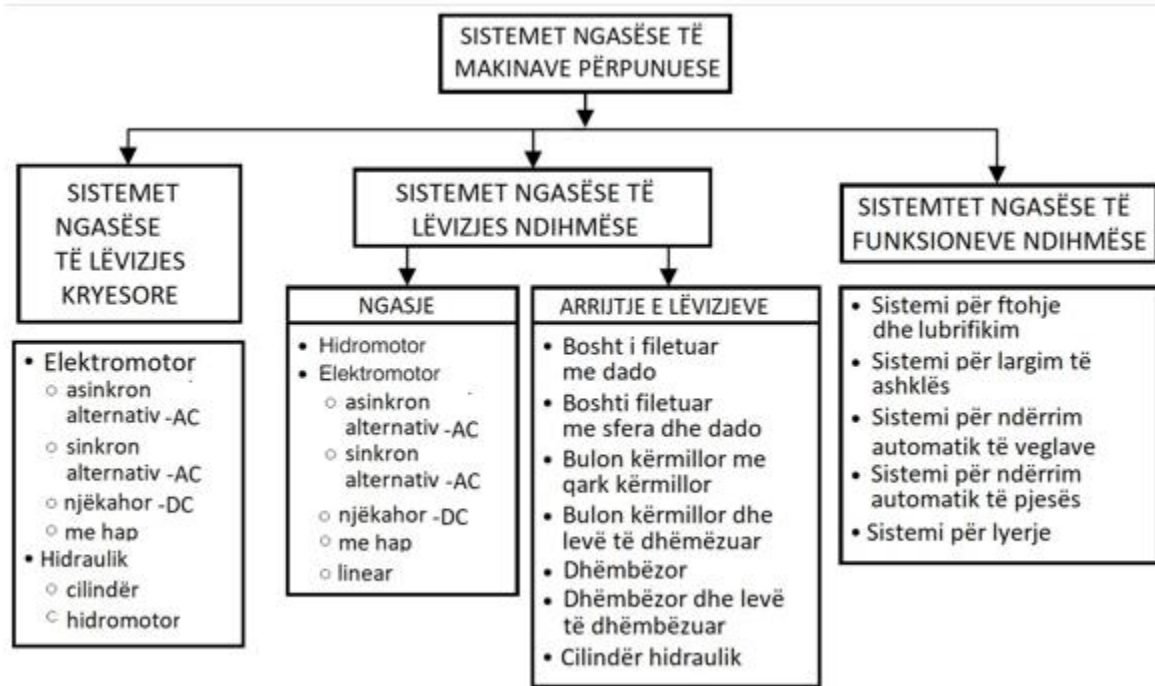 SISTEMET NGASËSE TË
MAKINAVE PËRPUNUESE
SISTEMET
NGASËSE
TË LËVIZJES
KRYESORE
• Elektromotor
○ asinkron
alternativ -AC
○ sinkron
alternativ -AC
○ njëkahor -DC
○ me hap
• Hidraulik
○ cilindër
○ hidromotor
SISTEMET NGASËSE TË
LËVIZJES NDIHMËSE
NGASJE
• Hidromotor
• Elektromotor
○ asinkron
alternativ -AC
○ sinkron
alternativ -AC
○ njëkahor -DC
○ me hap
○ linear
ARRIJTJE E LËVIZJEVE
• Bosht i filetuar
me dado
• Boshti filetuar
me sfera dhe dado
• Bulon kërmillor me
qark kërmillor
• Bulon kërmillor dhe
levë të dhëmëzuar
• Dhëmbëzor
• Dhëmbëzor dhe levë
të dhëmbëzuar
• Cilindër hidraulik
SISTEMTET NGASËSE TË
FUNKSIONEVE NDIHMËSE
• Sistemi për ftohje
dhe lubrifikim
• Sistemi për largim të
ashklës
• Sistemi për ndërrim
automatik të veglave
• Sistemi për ndërrim
automatik të pjesës
• Sistemi për lyerje